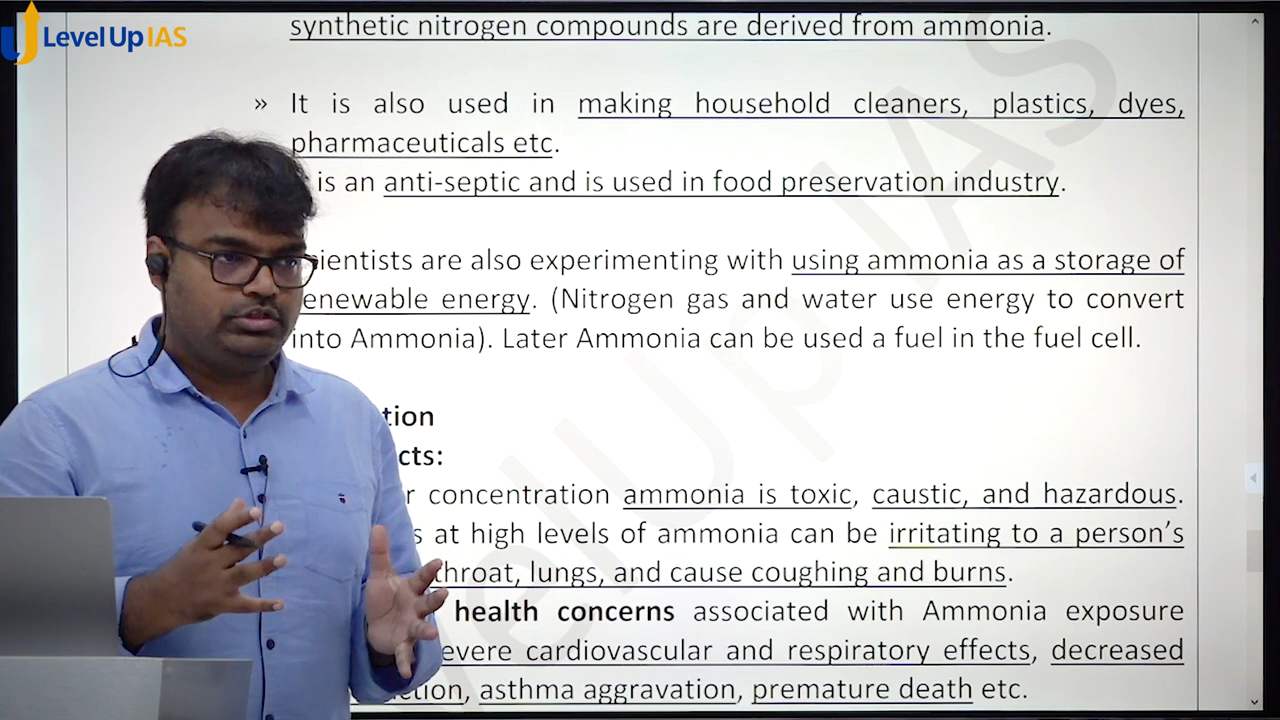 Level Up IAS
synthetic nitrogen compounds are derived from ammonia.
» It is also used in making household cleaners, plastics, dyes,
pharmaceuticals etc.
is an anti-septic and is used in food preservation industry.
ientists are also experimenting with using ammonia as a storage of
enewable energy. (Nitrogen gas and water use energy to convert
into Ammonia). Later Ammonia can be used a fuel in the fuel cell.
tion
cts:
r concentration ammonia is toxic, caustic, and hazardous.
s at high levels of ammonia can be irritating to a person's
throat, lungs, and cause coughing and burns.
health concerns associated with Ammonia exposure
evere cardiovascular and respiratory effects, decreased
ction, asthma aggravation, premature death etc.